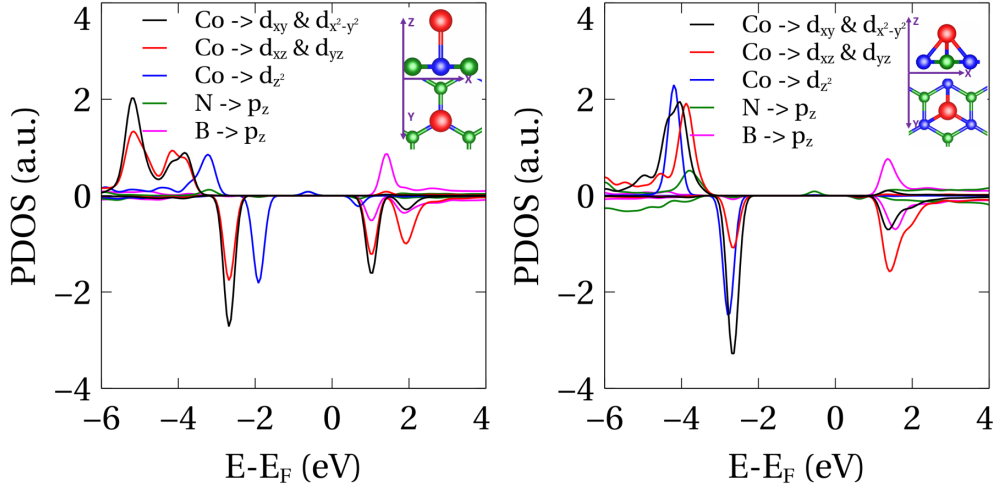 4
2
0
−2
−4
PDOS (a.u.)
Co -> d_xy & d_x²-y²
Co -> d_xz & d_yz
Co -> d_z²
N -> p_z
B -> p_z
Z
X
Y
−6 −4 −2 0 2 4
E-E_F (eV)
4
2
0
−2
−4
PDOS (a.u.)
Co -> d_xy & d_x²-y²
Co -> d_xz & d_yz
Co -> d_z²
N -> p_z
B -> p_z
Z
X
Y
−6 −4 −2 0 2 4
E-E_F (eV)